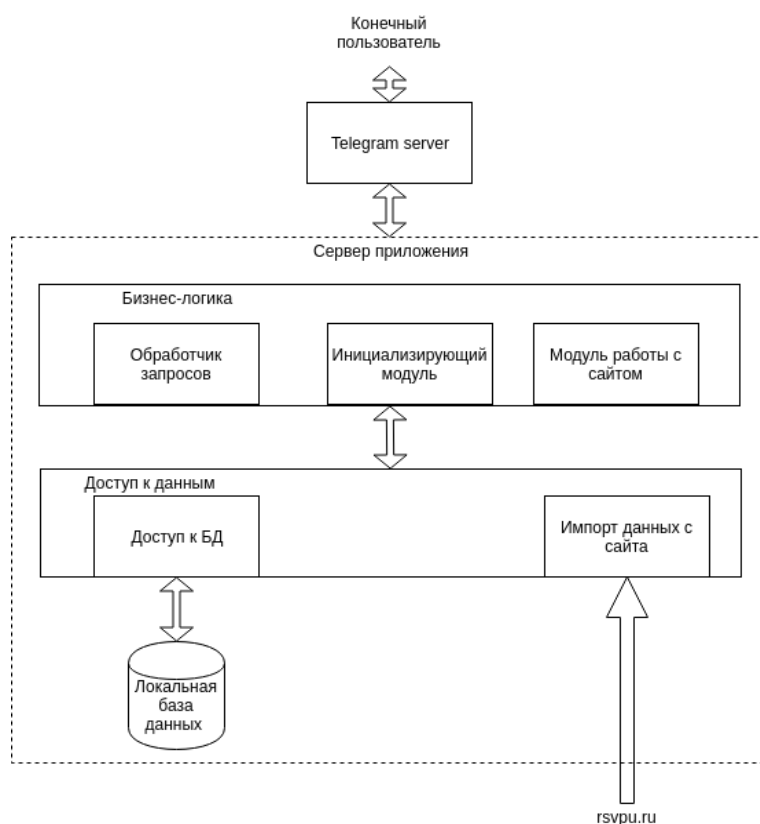 Конечный
пользователь
Telegram server
Сервер приложения
Бизнес-логика
Обработчик
запросов
Инициализирующий
модуль
Модуль работы с
сайтом
Доступ к данным
Доступ к БД
Импорт данных с
сайта
Локальная
база
данных
rsvpu.ru